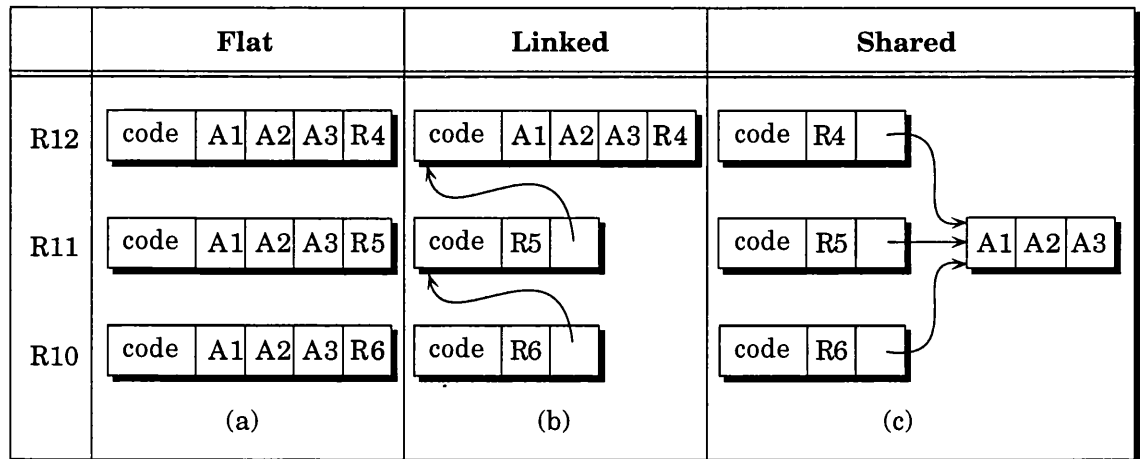 Flat Linked Shared
R12 code A1 A2 A3 R4 code A1 A2 A3 R4 code R4
R11 code A1 A2 A3 R5 code R5 code R5 A1 A2 A3
R10 code A1 A2 A3 R6 code R6 code R6
(a) (b) (c)